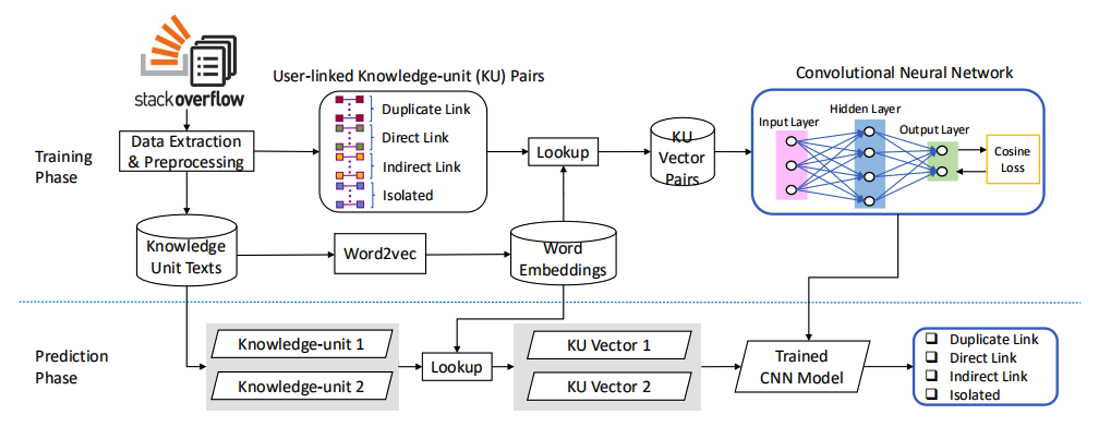 stackoverflow
User-linked Knowledge-unit (KU) Pairs
Convolutional Neural Network
Training
Phase
Data Extraction
& Preprocessing
Duplicate Link
Direct Link
Indirect Link
Isolated
Lookup
KU
Vector
Pairs
Input Layer
Hidden Layer
Output Layer
Cosine
Loss
Knowledge
Unit Texts
Word2vec
Word
Embeddings
Prediction
Phase
Knowledge-unit 1
Knowledge-unit 2
Lookup
KU Vector 1
KU Vector 2
Trained
CNN Model
Duplicate Link
Direct Link
Indirect Link
Isolated